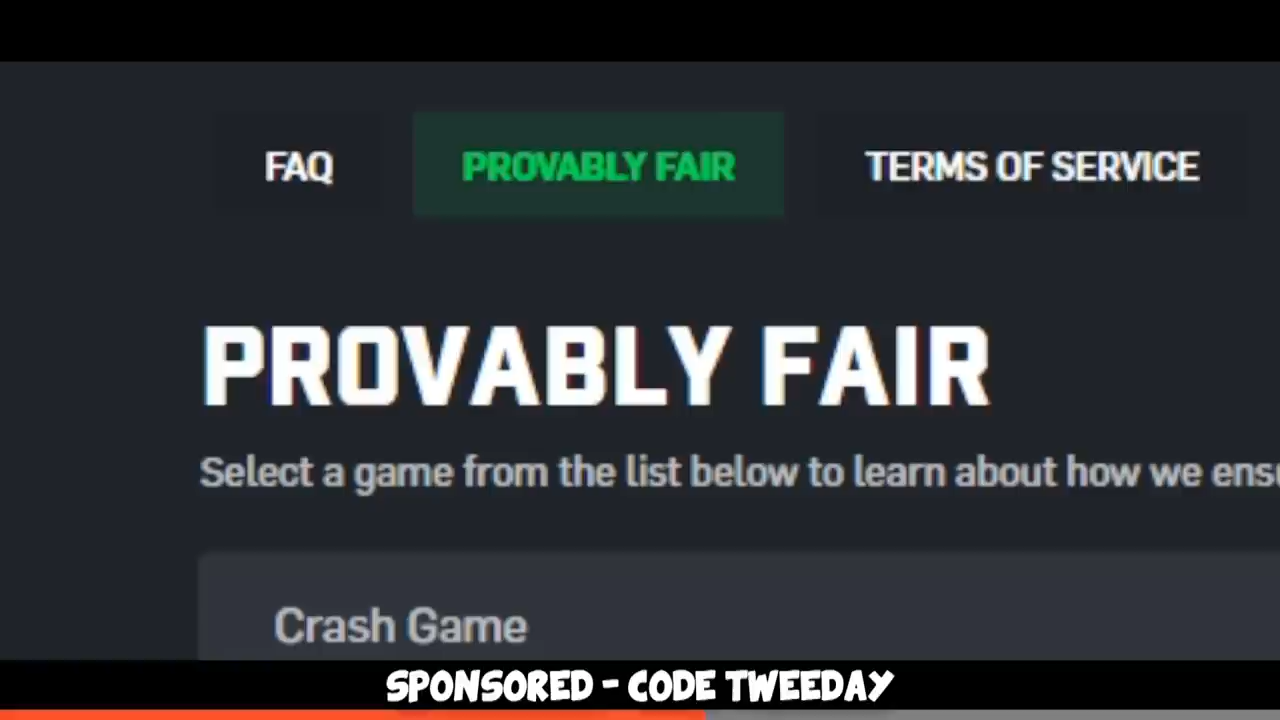 FAQ PROVABLY FAIR TERMS OF SERVICE
PROVABLY FAIR
Select a game from the list below to learn about how we
Crash Game
SPONSORED - CODE TWEEDAY